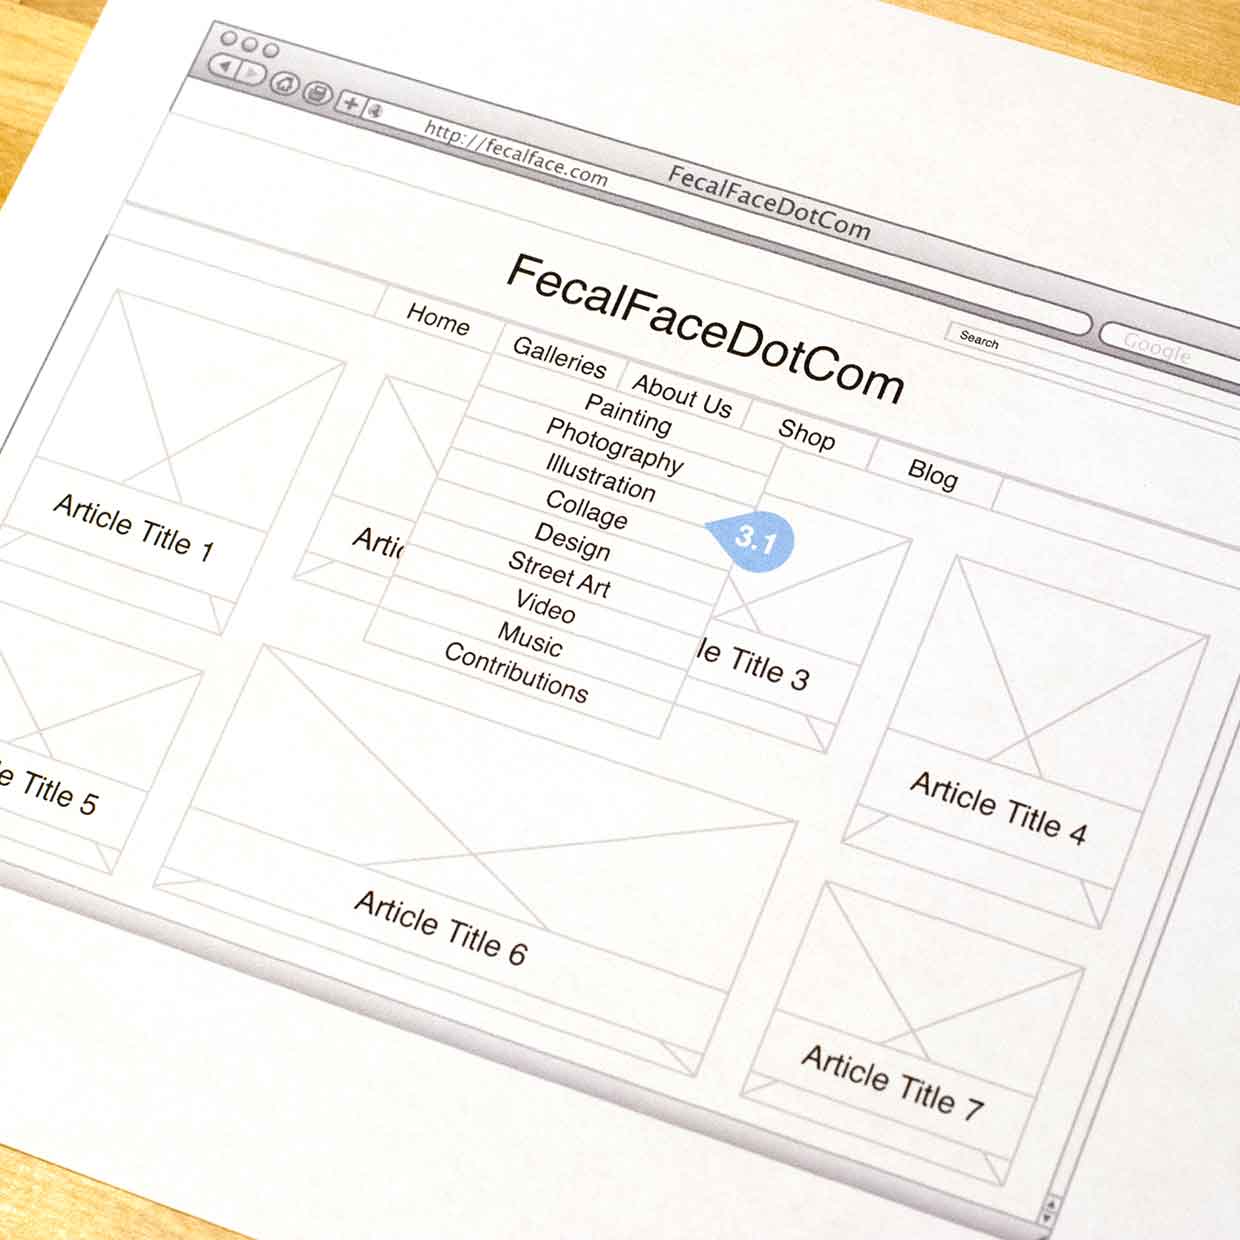 FecalFaceDotCom
http://fecalface.com
Google
FecalFaceDotCom
Search
Home
Galleries
About Us
Shop
Blog
Painting
Photography
Illustration
Collage
Design
Street Art
Video
Music
Contributions
3.1
Article Title 1
Artic
le Title 3
Article Title 4
e Title 5
Article Title 6
Article Title 7